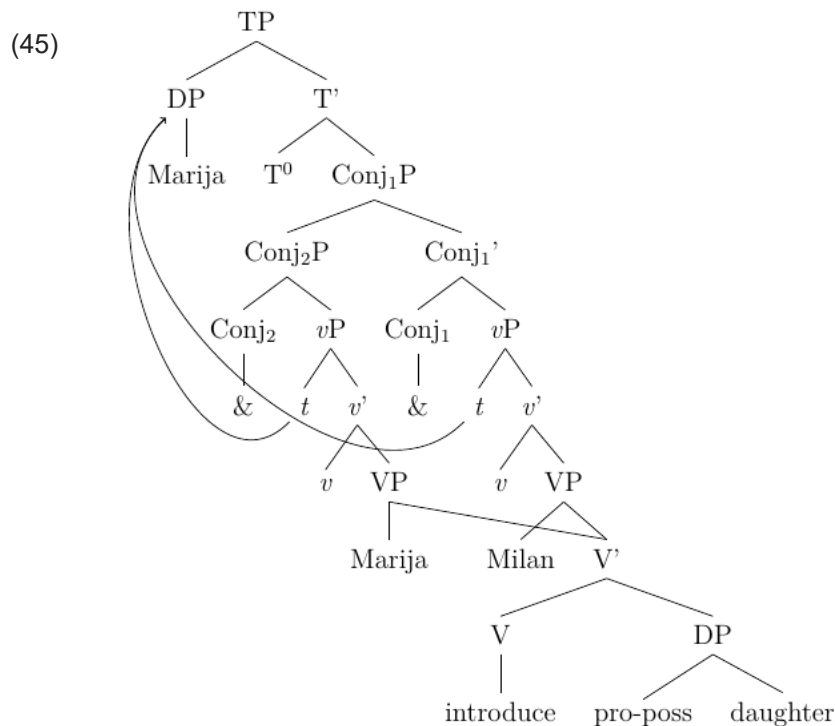 (45)
TP
DP T'
Marija T⁰ Conj₁P
Conj₂P Conj₁'
Conj₂ vP Conj₁ vP
& t v' & t v'
v VP v VP
Marija Milan V'
V DP
introduce pro-poss daughter